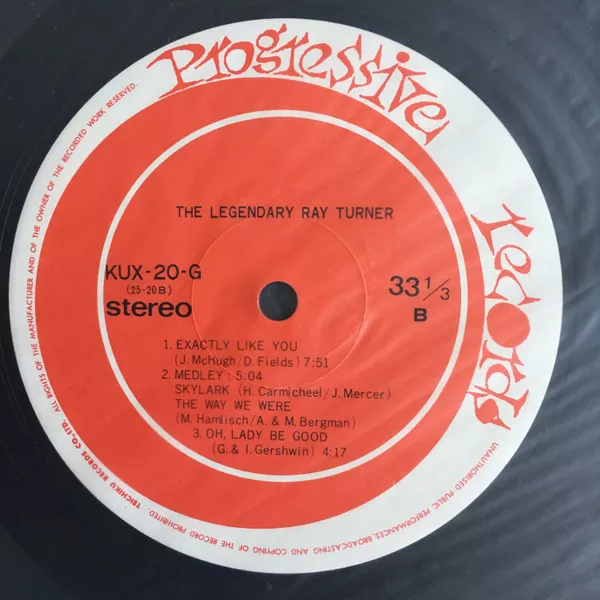 Progressive
records
THE LEGENDARY RAY TURNER
KUX-20-G
(25-20B)
stereo
33 1/3
B
1. EXACTLY LIKE YOU
(J. McHugh/D. Fields) 7:51
2. MEDLEY : 5:04
SKYLARK (H. Carmicheel/J. Mercer)
THE WAY WE WERE
(M. Hamlisch/A. & M. Bergman)
3. OH, LADY BE GOOD
(G. & I. Gershwin) 4:17
ALL RIGHTS OF THE MANUFACTURER AND OF THE OWNER OF THE RECORDED WORK RESERVED.
UNAUTHORISED PUBLIC PERFORMANCES, BROADCASTING AND COPYING OF THE RECORD PROHIBITED. TEICHIKU RECORDS CO., LTD.